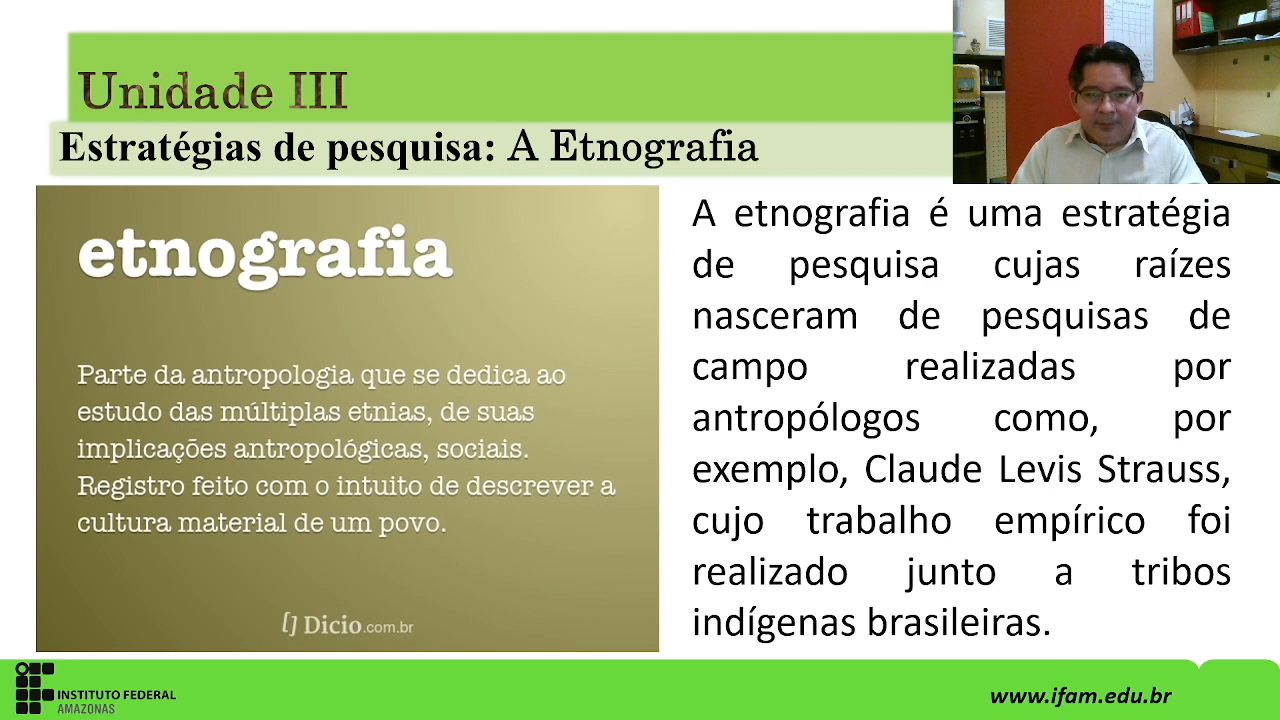 Unidade III
Estratégias de pesquisa: A Etnografia
etnografia
Parte da antropologia que se dedica ao
estudo das múltiplas etnias, de suas
implicações antropológicas, sociais.
Registro feito com o intuito de descrever a
cultura material de um povo.
Dicio.com.br
A etnografia é uma estratégia
de pesquisa cujas raízes
nasceram de pesquisas de
campo realizadas por
antropólogos como, por
exemplo, Claude Levis Strauss,
cujo trabalho empírico foi
realizado junto a tribos
indígenas brasileiras.
INSTITUTO FEDERAL
AMAZONAS
www.ifam.edu.br